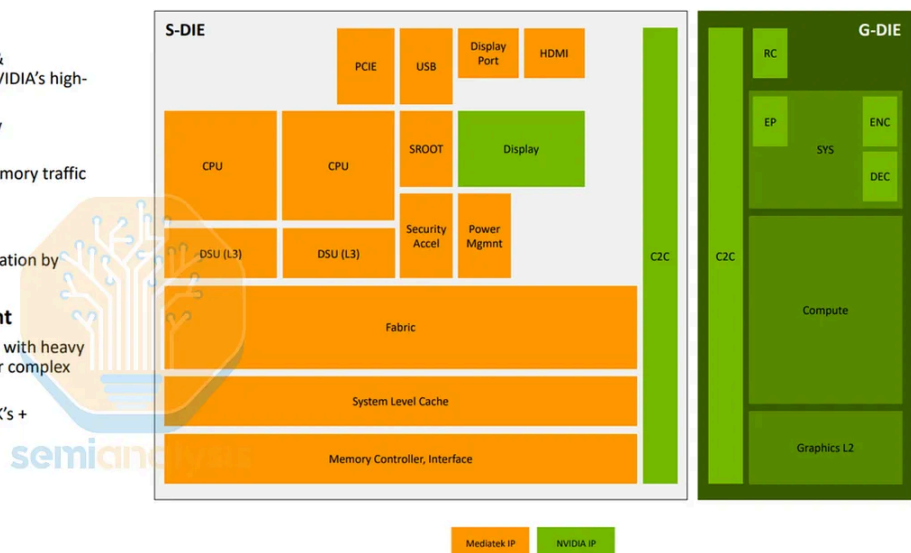 &
VIDIA's high-
mory traffic
ation by
nt
with heavy
r complex
K's +
semianalysis
S-DIE
PCIE
USB
Display
Port
HDMI
CPU
CPU
SROOT
Display
Security
Accel
Power
Mgmnt
DSU (L3)
DSU (L3)
C2C
Fabric
System Level Cache
Memory Controller, Interface
G-DIE
C2C
RC
EP
SYS
ENC
DEC
Compute
Graphics L2
Mediatek IP
NVIDIA IP